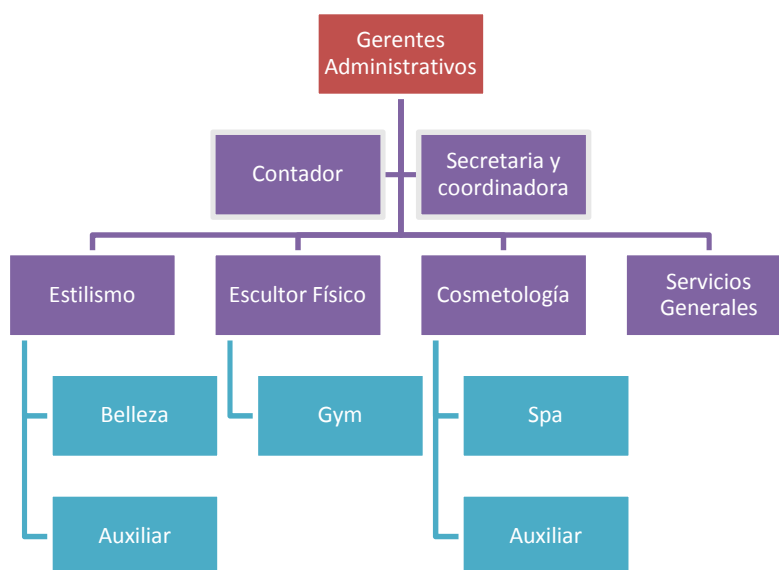 Gerentes
Administrativos
Contador
Secretaria y
coordinadora
Estilismo
Escultor Físico
Cosmetología
Servicios
Generales
Belleza
Gym
Spa
Auxiliar
Auxiliar